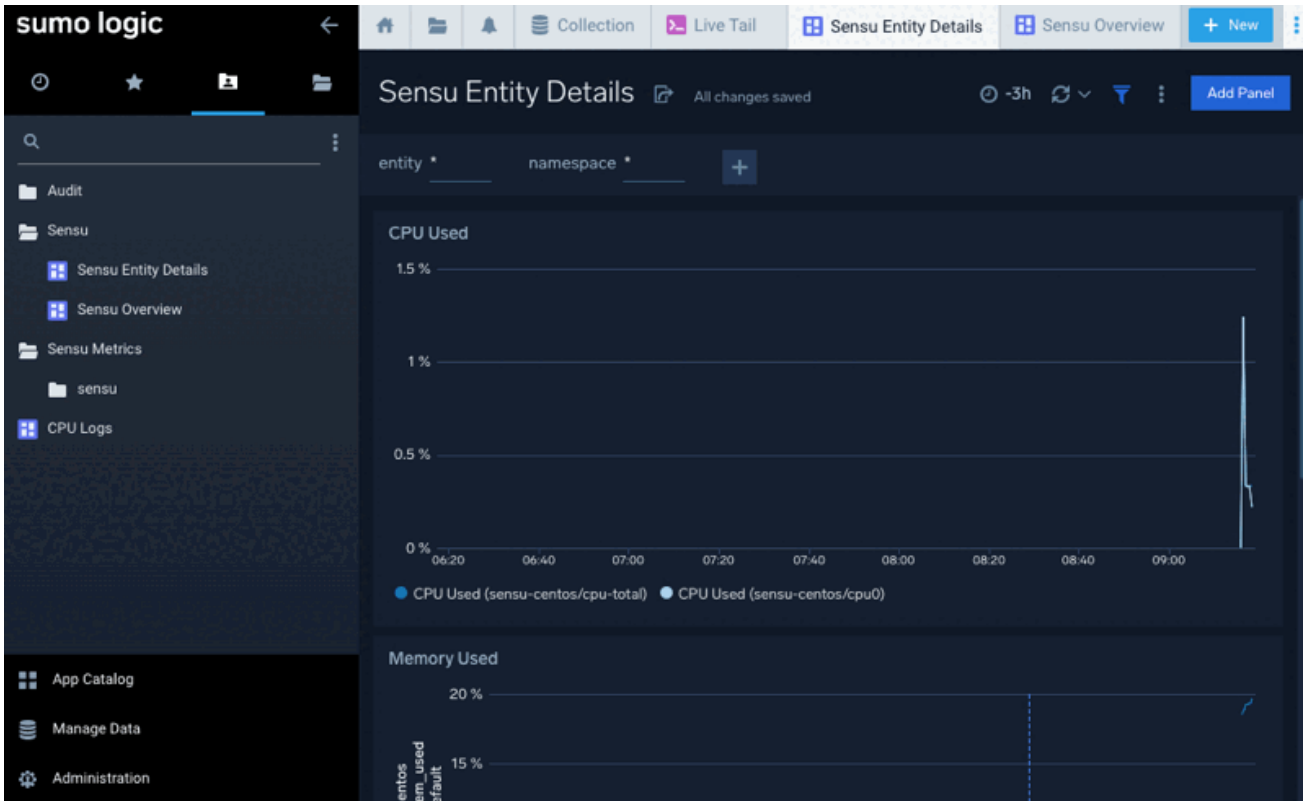 sumo logic
Collection
Live Tail
Sensu Entity Details
Sensu Overview
+ New
Sensu Entity Details
All changes saved
-3h
Add Panel
entity *
namespace *
+
Audit
Sensu
Sensu Entity Details
Sensu Overview
Sensu Metrics
sensu
CPU Logs
App Catalog
Manage Data
Administration
CPU Used
1.5 %
1 %
0.5 %
0 %
06:20 06:40 07:00 07:20 07:40 08:00 08:20 08:40 09:00
CPU Used (sensu-centos/cpu-total) CPU Used (sensu-centos/cpu0)
Memory Used
20 %
15 %